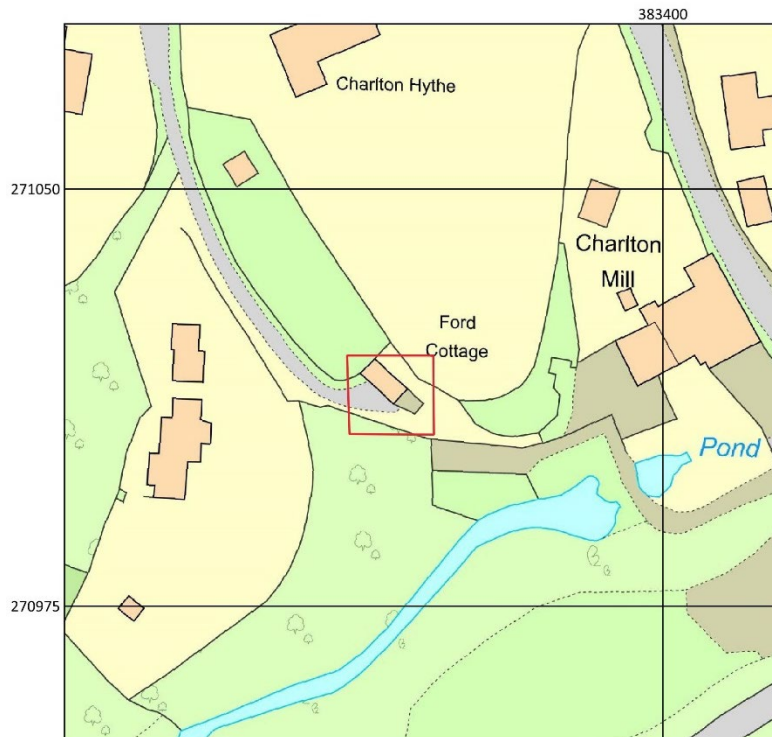 383400
Charlton Hythe
271050
Charlton
Mill
Ford
Cottage
Pond
270975